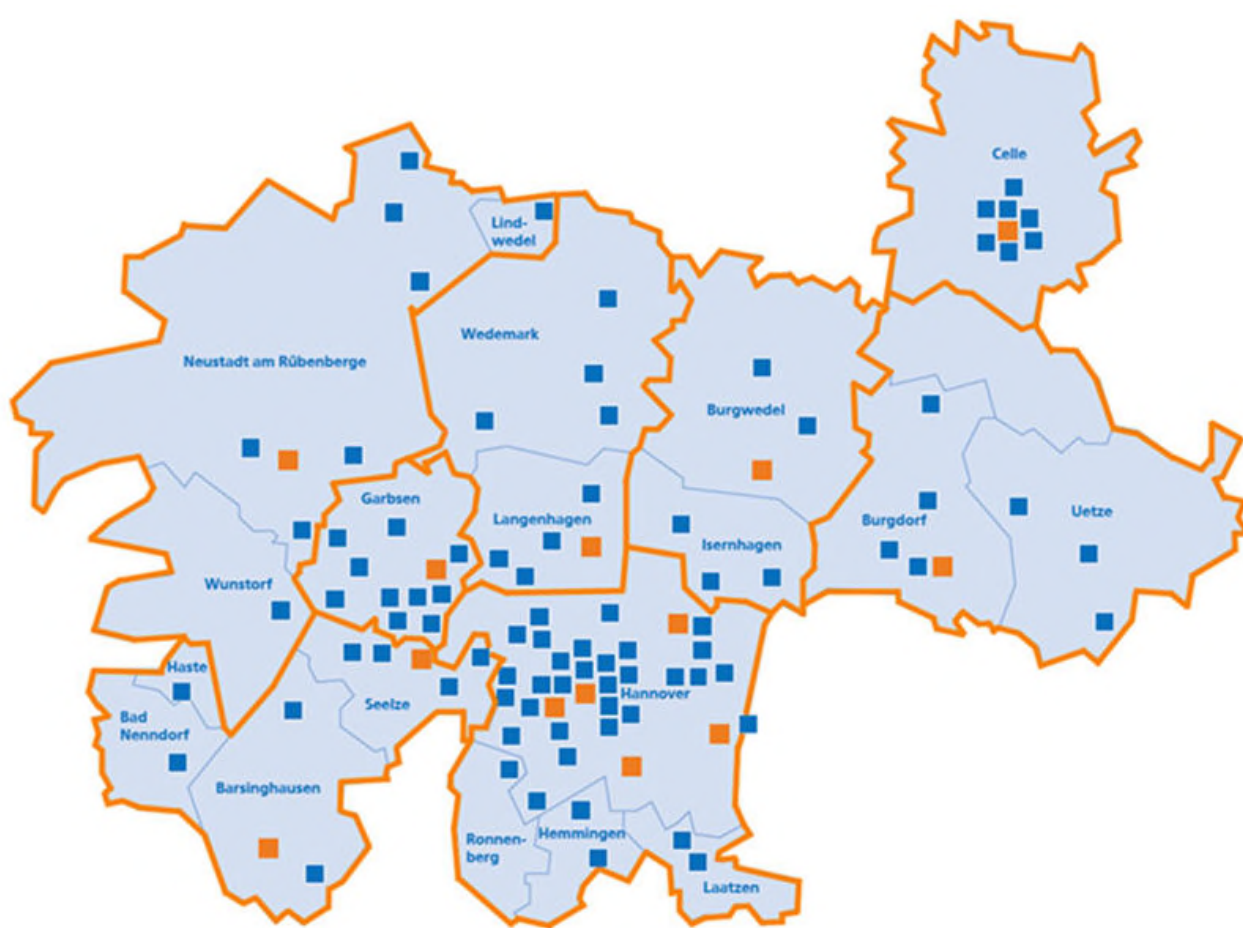 Celle
Lind-
wedel
Wedemark
Neustadt am Rübenberge
Burgwedel
Garbsen
Langenhagen
Burgdorf
Uetze
Isernhagen
Wunstorf
Haste
Seelze
Hannover
Bad
Nenndorf
Barsinghausen
Ronnen-
berg
Hemmingen
Laatzen